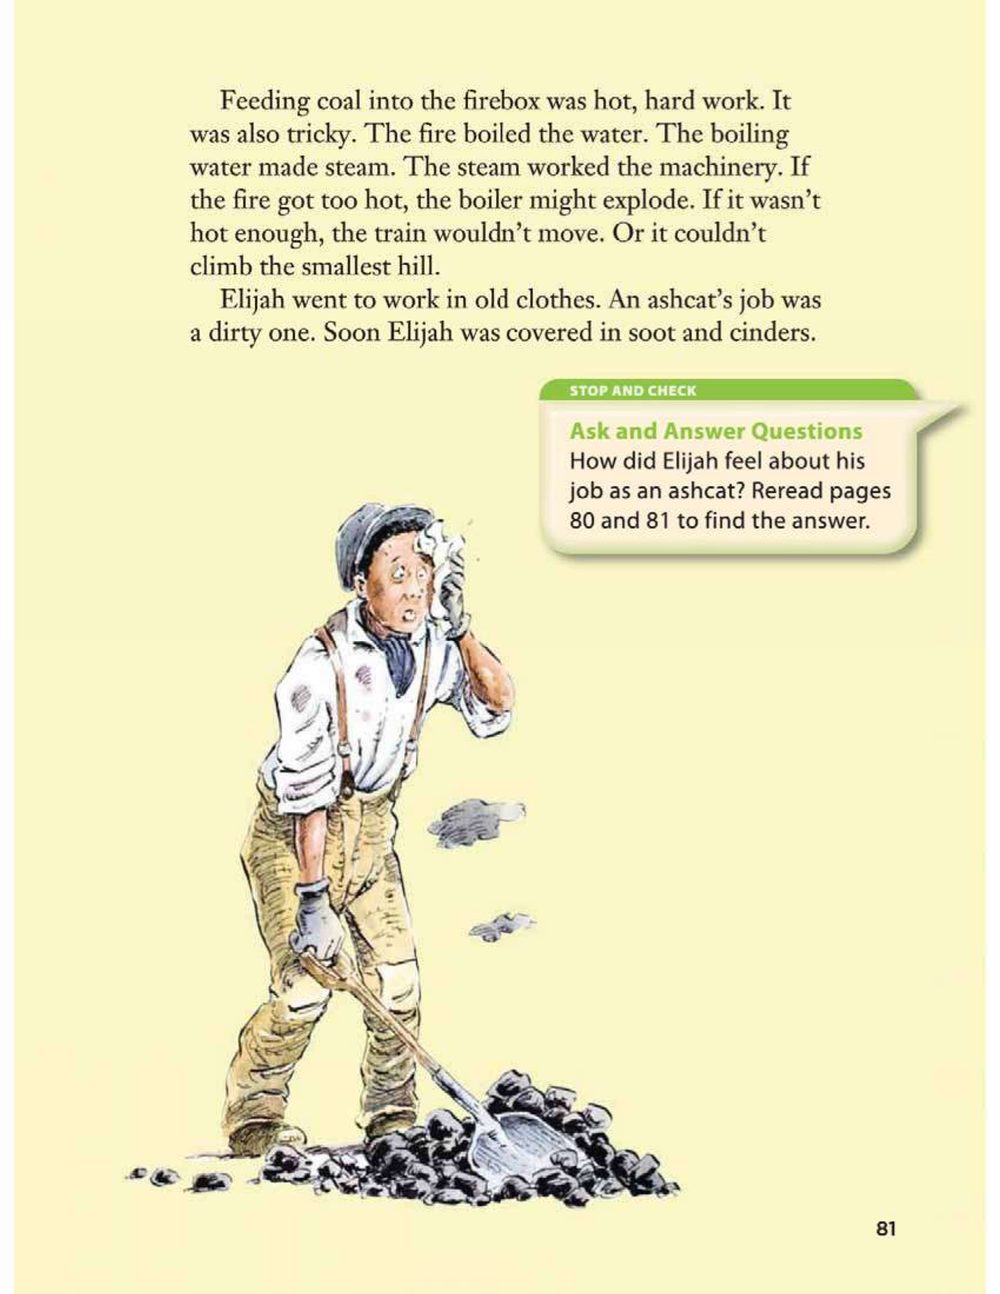 Feeding coal into the firebox was hot, hard work. It
was also tricky. The fire boiled the water. The boiling
water made steam. The steam worked the machinery. If
the fire got too hot, the boiler might explode. If it wasn’t
hot enough, the train wouldn’t move. Or it couldn’t
climb the smallest hill.
Elijah went to work in old clothes. An ashcat’s job was
a dirty one. Soon Elijah was covered in soot and cinders.
STOP AND CHECK
Ask and Answer Questions
How did Elijah feel about his
job as an ashcat? Reread pages
80 and 81 to find the answer.
81